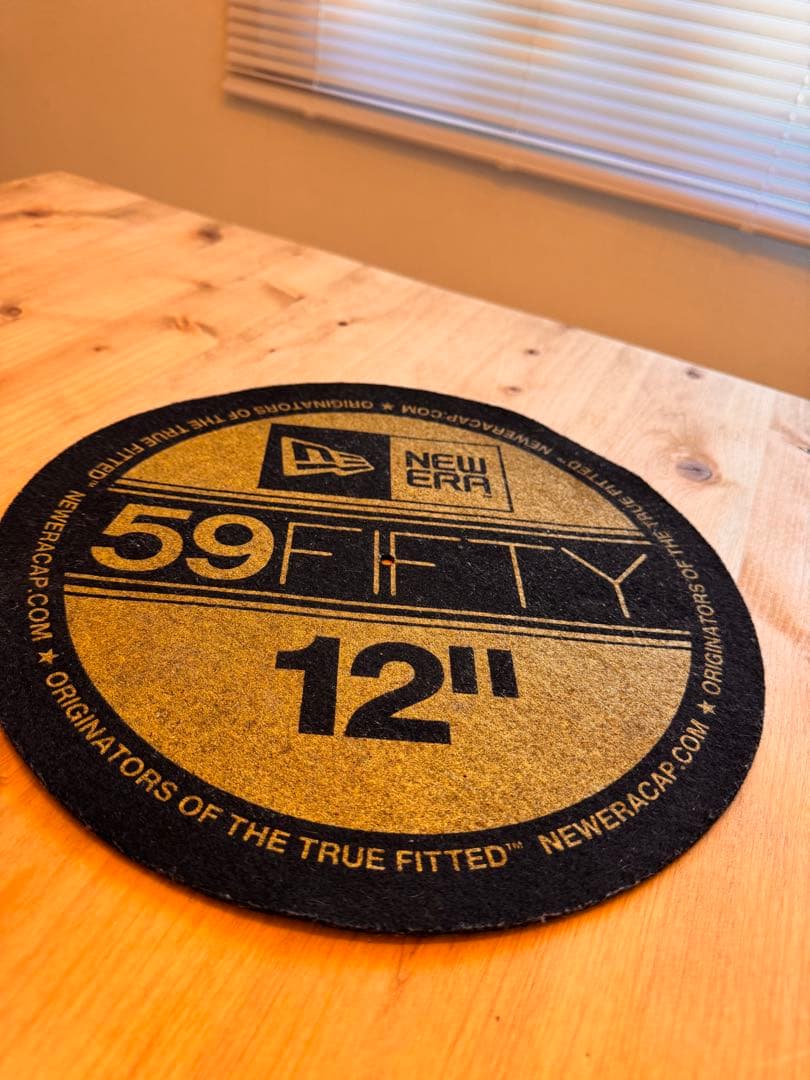 NEW
ERA
59FIFTY
12"
★ ORIGINATORS OF THE TRUE FITTED™ NEWERACAP.COM
★ ORIGINATORS OF THE TRUE FITTED™ NEWERACAP.COM
★ ORIGINATORS OF THE TRUE FITTED™ NEWERACAP.COM